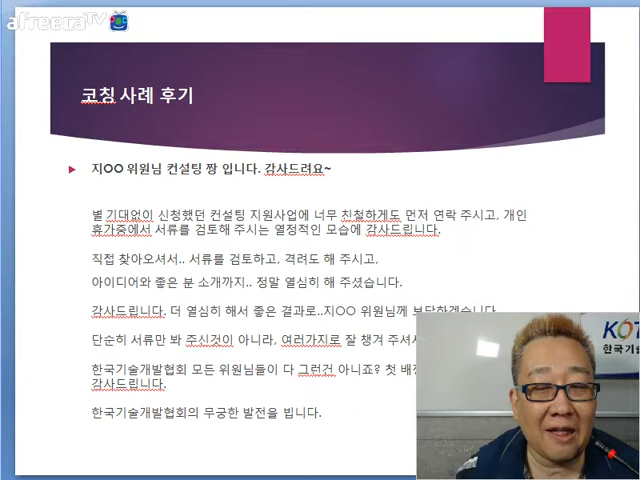 afreecaTV
코칭 사례 후기
지OO 위원님 컨설팅 짱 입니다. 감사드려요~
별 기대없이 신청했던 컨설팅 지원사업에 너무 친철하게도 먼저 연락 주시고, 개인
휴가중에서 서류를 검토해 주시는 열정적인 모습에 감사드립니다.
직접 찾아오셔서.. 서류를 검토하고, 격려도 해 주시고,
아이디어와 좋은 분 소개까지.. 정말 열심히 해 주셨습니다.
감사드립니다. 더 열심히 해서 좋은 결과로..지OO 위원님께 보답하겠습니다
단순히 서류만 봐 주신것이 아니라, 여러가지로 잘 챙겨 주셔서
한국기술개발협회 모든 위원님들이 다 그런건 아니죠? 첫 배정
감사드립니다.
한국기술개발협회의 무궁한 발전을 빕니다.
KOT
한국기술